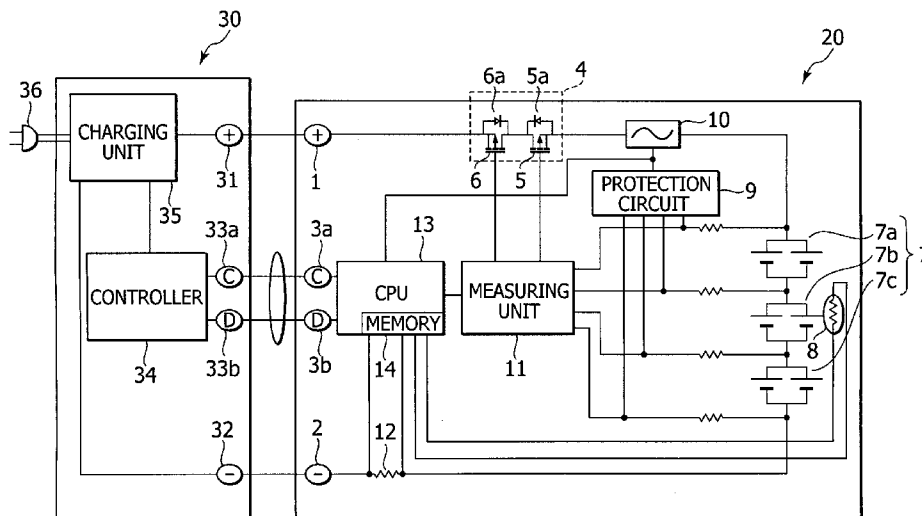 30
20
36
CHARGING
UNIT
+
31
+
1
6a
5a
4
6
5
10
PROTECTION
CIRCUIT
9
35
33a
3a
13
7a
7b
7c
7
CONTROLLER
C
C
CPU
MEMORY
MEASURING
UNIT
D
D
34
33b
3b
14
11
8
32
2
12
−
−